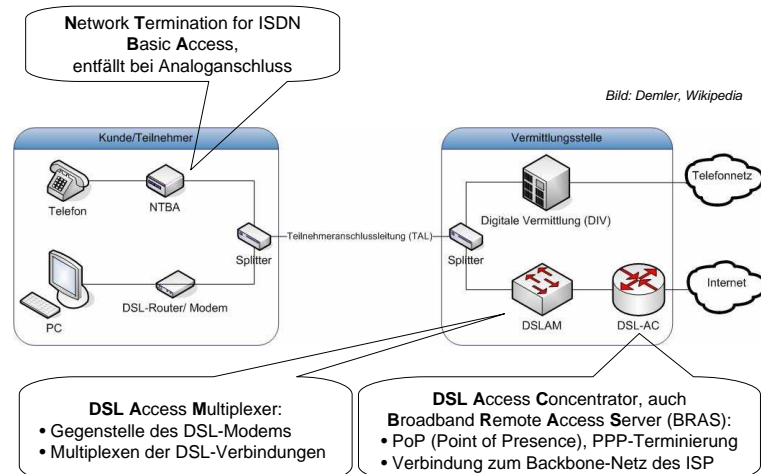 Network Termination for ISDN
Basic Access,
entfällt bei Analoganschluss
Bild: Demler, Wikipedia
Kunde/Teilnehmer
Vermittlungsstelle
Telefon
NTBA
Splitter
PC
DSL-Router/ Modem
Teilnehmeranschlussleitung (TAL)
Splitter
Digitale Vermittlung (DIV)
Telefonnetz
DSLAM
DSL-AC
Internet
DSL Access Multiplexer:
• Gegenstelle des DSL-Modems
• Multiplexen der DSL-Verbindungen
DSL Access Concentrator, auch
Broadband Remote Access Server (BRAS):
• PoP (Point of Presence), PPP-Terminierung
• Verbindung zum Backbone-Netz des ISP